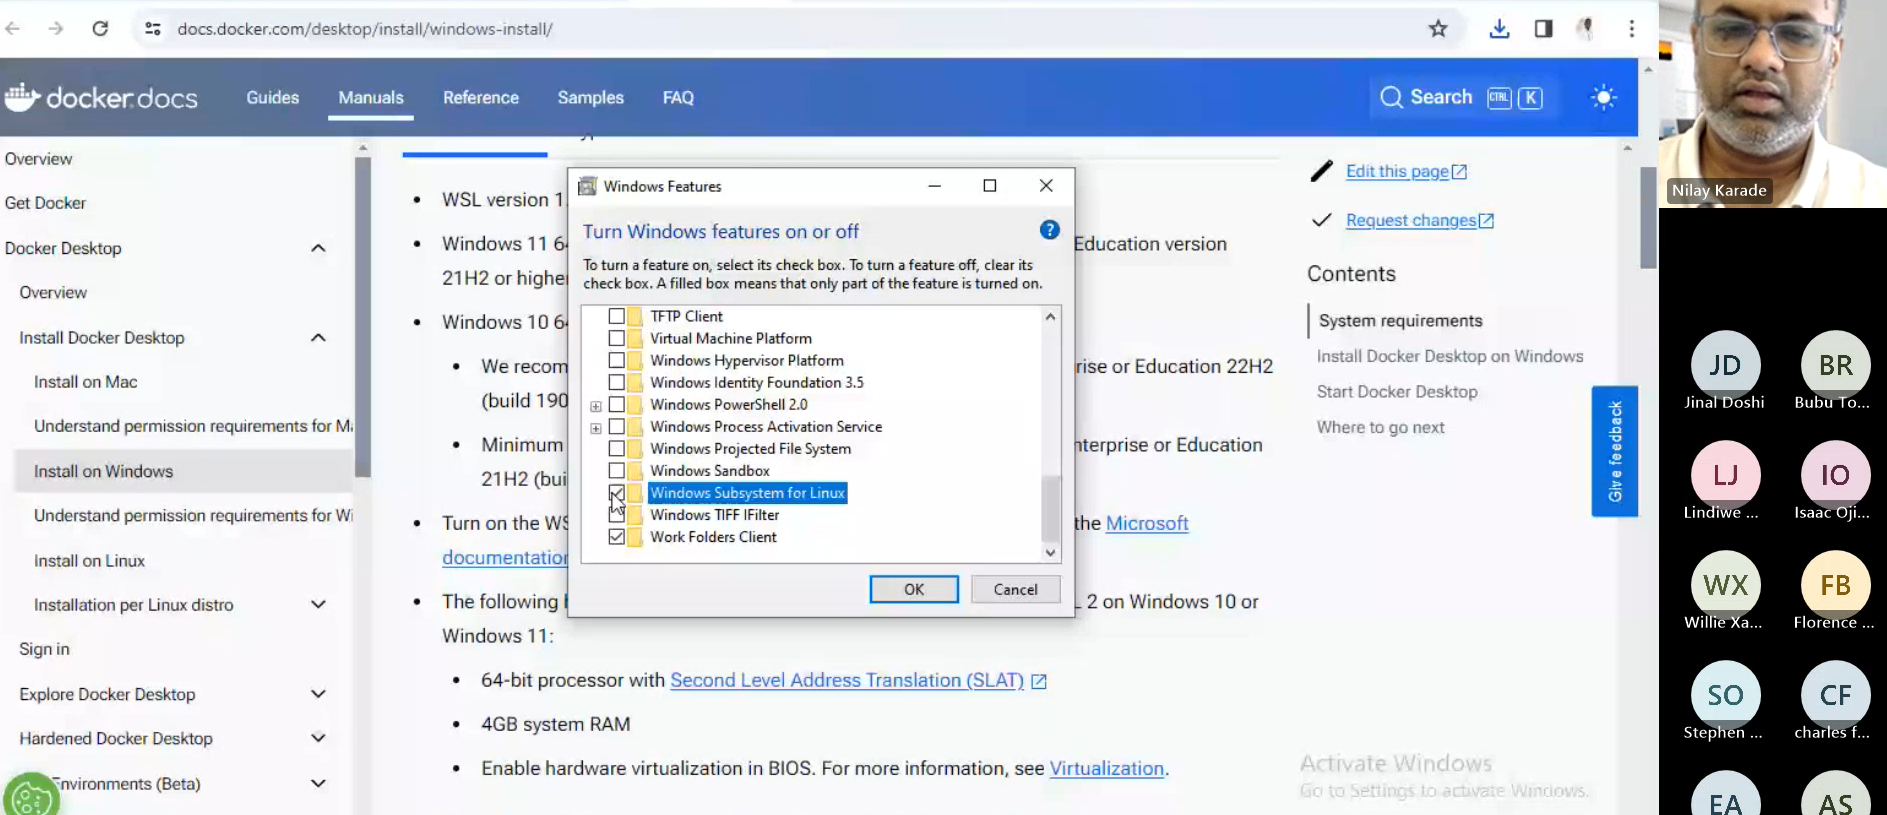 docs.docker.com/desktop/install/windows-install/
docker.docs
Guides
Manuals
Reference
Samples
FAQ
Search
CTRL
K
Overview
Get Docker
Docker Desktop
Overview
Install Docker Desktop
Install on Mac
Understand permission requirements for Ma
Install on Windows
Understand permission requirements for Wi
Install on Linux
Installation per Linux distro
Sign in
Explore Docker Desktop
Hardened Docker Desktop
nvironments (Beta)
WSL version 1.
Windows 11 6
Education version
21H2 or highe
Windows 10 6
We recom
rise or Education 22H2
(build 190
Minimum
nterprise or Education
21H2 (bui
Turn on the WS
the Microsoft
documentation
The following
2 on Windows 10 or
Windows 11:
64-bit processor with Second Level Address Translation (SLAT)
4GB system RAM
Enable hardware virtualization in BIOS. For more information, see Virtualization.
Windows Features
Turn Windows features on or off
?
To turn a feature on, select its check box. To turn a feature off, clear its
check box. A filled box means that only part of the feature is turned on.
TFTP Client
Virtual Machine Platform
Windows Hypervisor Platform
Windows Identity Foundation 3.5
Windows PowerShell 2.0
Windows Process Activation Service
Windows Projected File System
Windows Sandbox
Windows Subsystem for Linux
Windows TIFF IFilter
Work Folders Client
OK
Cancel
Edit this page
Request changes
Contents
System requirements
Install Docker Desktop on Windows
Start Docker Desktop
Where to go next
Give feedback
Activate Windows
Go to Settings to activate Windows.
Nilay Karade
JD
Jinal Doshi
BR
Bubu To...
LJ
Lindiwe ...
IO
Isaac Oji...
WX
Willie Xa...
FB
Florence ...
SO
Stephen ...
CF
charles f...
EA
AS